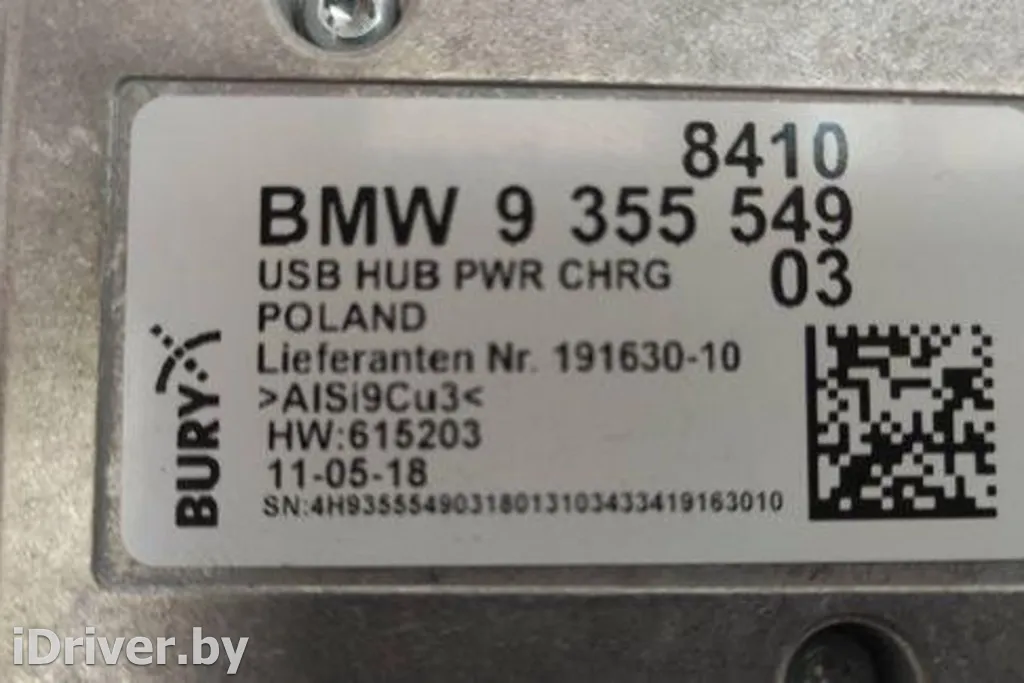 8410
BMW 9 355 549
USB HUB PWR CHRG 03
POLAND
Lieferanten Nr. 191630-10
>AlSi9Cu3<
HW:615203
11-05-18
SN:4H93555490318013103433419163010
BURY
iDriver.by